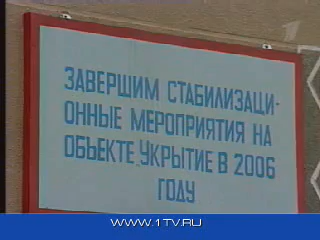 ЗАВЕРШИМ СТАБИЛИЗАЦИ-
ОННЫЕ МЕРОПРИЯТИЯ НА
ОБЪЕКТЕ „УКРЫТИЕ В 2006
ГОДУ
WWW.1TV.RU